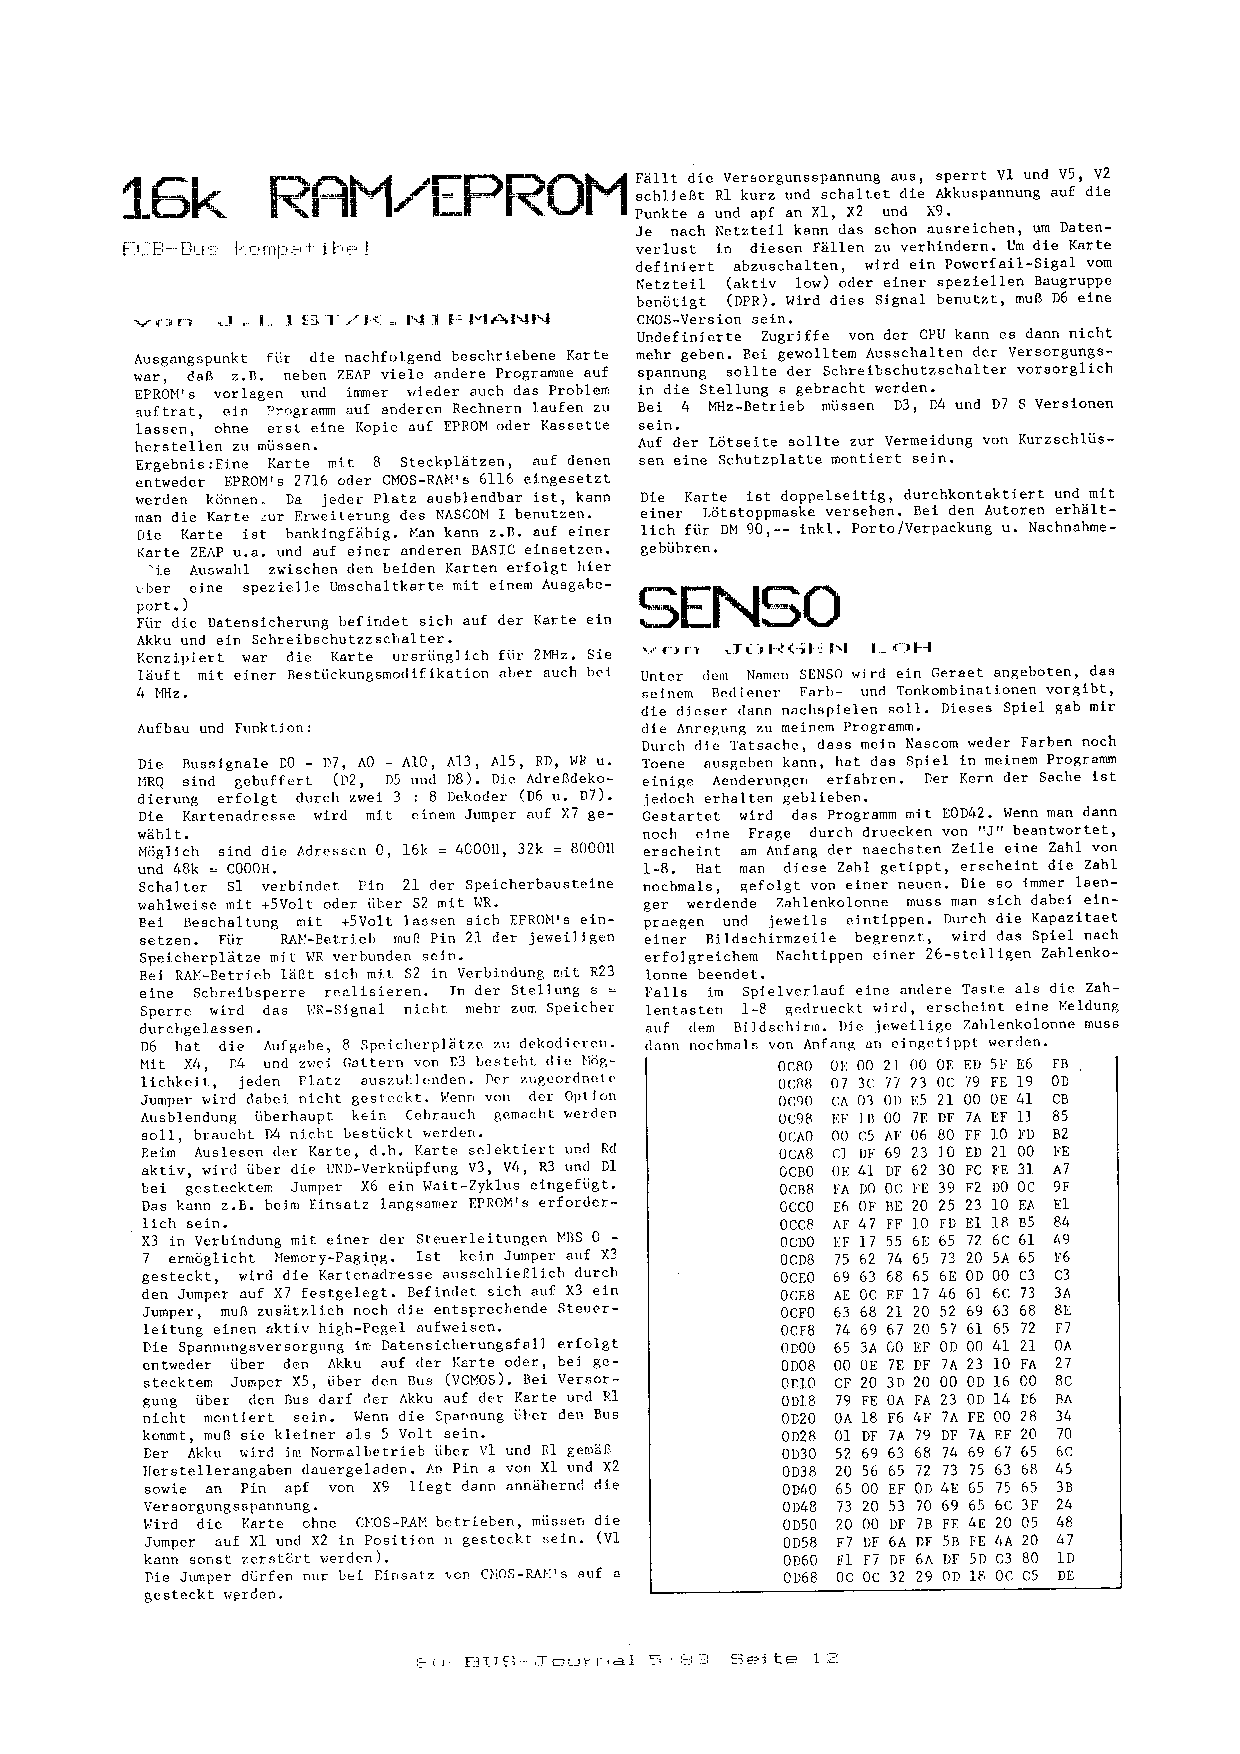 16k RAM/EPROM
ECB-Bus kompatibel
von J.LIST/K.NIEMANN
Ausgangspunkt für die nachfolgend beschriebene Karte
war, daß z.B. neben ZEAP viele andere Programme auf
EPROM's vorlagen und immer wieder auch das Problem
auftrat, ein Programm auf anderen Rechnern laufen zu
lassen, ohne erst eine Kopie auf EPROM oder Kassette
herstellen zu müssen.
Ergebnis:Eine Karte mit 8 Steckplätzen, auf denen
entweder EPROM's 2716 oder CMOS-RAM's 6116 eingesetzt
werden können. Da jeder Platz ausblendbar ist, kann
man die Karte zur Erweiterung des NASCOM I benutzen.
Die Karte ist bankingfähig. Man kann z.B. auf einer
Karte ZEAP u.a. und auf einer anderen BASIC einsetzen.
ie Auswahl zwischen den beiden Karten erfolgt hier
über eine spezielle Umschaltkarte mit einem Ausgabe-
port.)
Für die Datensicherung befindet sich auf der Karte ein
Akku und ein Schreibschutzzschalter.
Konzipiert war die Karte ursrünglich für 2MHz. Sie
läuft mit einer Bestückungsmodifikation aber auch bei
4 MHz.
Aufbau und Funktion:
Die Bussignale D0 - D7, A0 - A10, A13, A15, RD, WR u.
MRQ sind gebuffert (D2, D5 und D8). Die Adreßdeko-
dierung erfolgt durch zwei 3 : 8 Dekoder (D6 u. D7).
Die Kartenadresse wird mit einem Jumper auf X7 ge-
wählt.
Möglich sind die Adressen 0, 16k = 4000H, 32k = 8000H
und 48k = C000H.
Schalter S1 verbindet Pin 21 der Speicherbausteine
wahlweise mit +5Volt oder über S2 mit WR.
Bei Beschaltung mit +5Volt lassen sich EPROM's ein-
setzen. Für RAM-Betrieb muß Pin 21 der jeweiligen
Speicherplätze mit WR verbunden sein.
Bei RAM-Betrieb läßt sich mit S2 in Verbindung mit R23
eine Schreibsperre realisieren. In der Stellung s =
Sperre wird das WR-Signal nicht mehr zum Speicher
durchgelassen.
D6 hat die Aufgabe, 8 Speicherplätze zu dekodieren.
Mit X4, D4 und zwei Gattern von D3 besteht die Mög-
lichkeit, jeden Platz auszublenden. Der zugeordnete
Jumper wird dabei nicht gesteckt. Wenn von der Option
Ausblendung überhaupt kein Gebrauch gemacht werden
soll, braucht D4 nicht bestückt werden.
Beim Auslesen der Karte, d.h. Karte selektiert und Rd
aktiv, wird über die UND-Verknüpfung V3, V4, R3 und D1
bei gestecktem Jumper X6 ein Wait-Zyklus eingefügt.
Das kann z.B. beim Einsatz langsamer EPROM's erforder-
lich sein.
X3 in Verbindung mit einer der Steuerleitungen MBS 0 -
7 ermöglicht Memory-Paging. Ist kein Jumper auf X3
gesteckt, wird die Kartenadresse ausschließlich durch
den Jumper auf X7 festgelegt. Befindet sich auf X3 ein
Jumper, muß zusätzlich noch die entsprechende Steuer-
leitung einen aktiv high-Pegel aufweisen.
Die Spannungsversorgung im Datensicherungsfall erfolgt
entweder über den Akku auf der Karte oder, bei ge-
stecktem Jumper X5, über den Bus (VCMOS). Bei Versor-
gung über den Bus darf der Akku auf der Karte und R1
nicht montiert sein. Wenn die Spannung über den Bus
kommt, muß sie kleiner als 5 Volt sein.
Der Akku wird im Normalbetrieb über V1 und R1 gemäß
Herstellerangaben dauergeladen. An Pin a von X1 und X2
sowie an Pin apf von X9 liegt dann annähernd die
Versorgungsspannung.
Wird die Karte ohne CMOS-RAM betrieben, müssen die
Jumper auf X1 und X2 in Position n gesteckt sein. (V1
kann sonst zerstört werden).
Die Jumper dürfen nur bei Einsatz von CMOS-RAM's auf a
gesteckt werden.
Fällt die Versorgunsspannung aus, sperrt V1 und V5, V2
schließt R1 kurz und schaltet die Akkuspannung auf die
Punkte a und apf an X1, X2 und X9.
Je nach Netzteil kann das schon ausreichen, um Daten-
verlust in diesen Fällen zu verhindern. Um die Karte
definiert abzuschalten, wird ein Powerfail-Sigal vom
Netzteil (aktiv low) oder einer speziellen Baugruppe
benötigt (DPR). Wird dies Signal benutzt, muß D6 eine
CMOS-Version sein.
Undefinierte Zugriffe von der CPU kann es dann nicht
mehr geben. Bei gewolltem Ausschalten der Versorgungs-
spannung sollte der Schreibschutzschalter vorsorglich
in die Stellung s gebracht werden.
Bei 4 MHz-Betrieb müssen D3, D4 und D7 S Versionen
sein.
Auf der Lötseite sollte zur Vermeidung von Kurzschlüs-
sen eine Schutzplatte montiert sein.
Die Karte ist doppelseitig, durchkontaktiert und mit
einer Lötstoppmaske versehen. Bei den Autoren erhält-
lich für DM 90,-- inkl. Porto/Verpackung u. Nachnahme-
gebühren.
SENSO
von JÜRGEN LOH
Unter dem Namen SENSO wird ein Geraet angeboten, das
seinem Bediener Farb- und Tonkombinationen vorgibt,
die dieser dann nachspielen soll. Dieses Spiel gab mir
die Anregung zu meinem Programm.
Durch die Tatsache, dass mein Nascom weder Farben noch
Toene ausgeben kann, hat das Spiel in meinem Programm
einige Aenderungen erfahren. Der Kern der Sache ist
jedoch erhalten geblieben.
Gestartet wird das Programm mit E0D42. Wenn man dann
noch eine Frage durch druecken von "J" beantwortet,
erscheint am Anfang der naechsten Zeile eine Zahl von
1-8. Hat man diese Zahl getippt, erscheint die Zahl
nochmals, gefolgt von einer neuen. Die so immer laen-
ger werdende Zahlenkolonne muss man sich dabei ein-
praegen und jeweils eintippen. Durch die Kapazitaet
einer Bildschirmzeile begrenzt, wird das Spiel nach
erfolgreichem Nachtippen einer 26-stelligen Zahlenko-
lonne beendet.
Falls im Spielverlauf eine andere Taste als die Zah-
lentasten 1-8 gedrueckt wird, erscheint eine Meldung
auf dem Bildschirm. Die jeweilige Zahlenkolonne muss
dann nochmals von Anfang an eingetippt werden.
0C80 0E 00 21 00 0E ED 5F E6 FB
0C88 07 3C 77 23 0C 79 FE 19 0D
0C90 CA 03 0D E5 21 00 0E 41 CB
0C98 EF 1B 00 7E DF 7A EF 11 85
0CA0 00 C5 AF 06 80 FF 10 FD B2
0CA8 C1 DF 69 23 10 ED 21 00 FE
0CB0 0E 41 DF 62 30 FC FE 31 A7
0CB8 FA D0 0C FE 39 F2 D0 0C 9F
0CC0 E6 0F BE 20 25 23 10 EA E1
0CC8 AF 47 FF 10 FD E1 18 B5 84
0CD0 EF 17 55 6E 65 72 6C 61 49
0CD8 75 62 74 65 73 20 5A 65 F6
0CE0 69 63 68 65 6E 0D 00 C3 C3
0CE8 AE 0C EF 17 46 61 6C 73 3A
0CF0 63 68 21 20 52 69 63 68 8E
0CF8 74 69 67 20 57 61 65 72 F7
0D00 65 3A 00 EF 0D 00 41 21 0A
0D08 00 0E 7E DF 7A 23 10 FA 27
0D10 CF 20 3D 20 00 0D 16 00 8C
0D18 79 FE 0A FA 23 0D 14 E6 BA
0D20 0A 18 F6 4F 7A FE 00 28 34
0D28 01 DF 7A 79 DF 7A EF 20 70
0D30 52 69 63 68 74 69 67 65 6C
0D38 20 56 65 72 73 75 63 68 45
0D40 65 00 EF 0D 4E 65 75 65 3B
0D48 73 20 53 70 69 65 6C 3F 24
0D50 20 00 DF 7B FE 4E 20 05 48
0D58 F7 DF 6A DF 5B FE 4A 20 47
0D60 F1 F7 DF 6A DF 5D C3 80 1D
0D68 0C 0C 32 29 0D 18 0C C5 DE
80-BUS-Journal 5·83 Seite 12